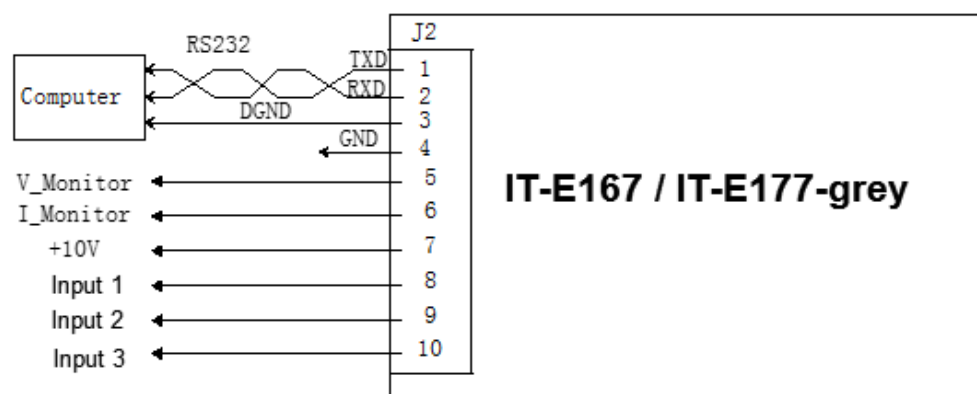 J2
RS232
TXD
1
Computer
RXD
2
DGND
3
GND
4
V_Monitor
5
IT-E167 / IT-E177-grey
I_Monitor
6
+10V
7
Input 1
8
Input 2
9
Input 3
10